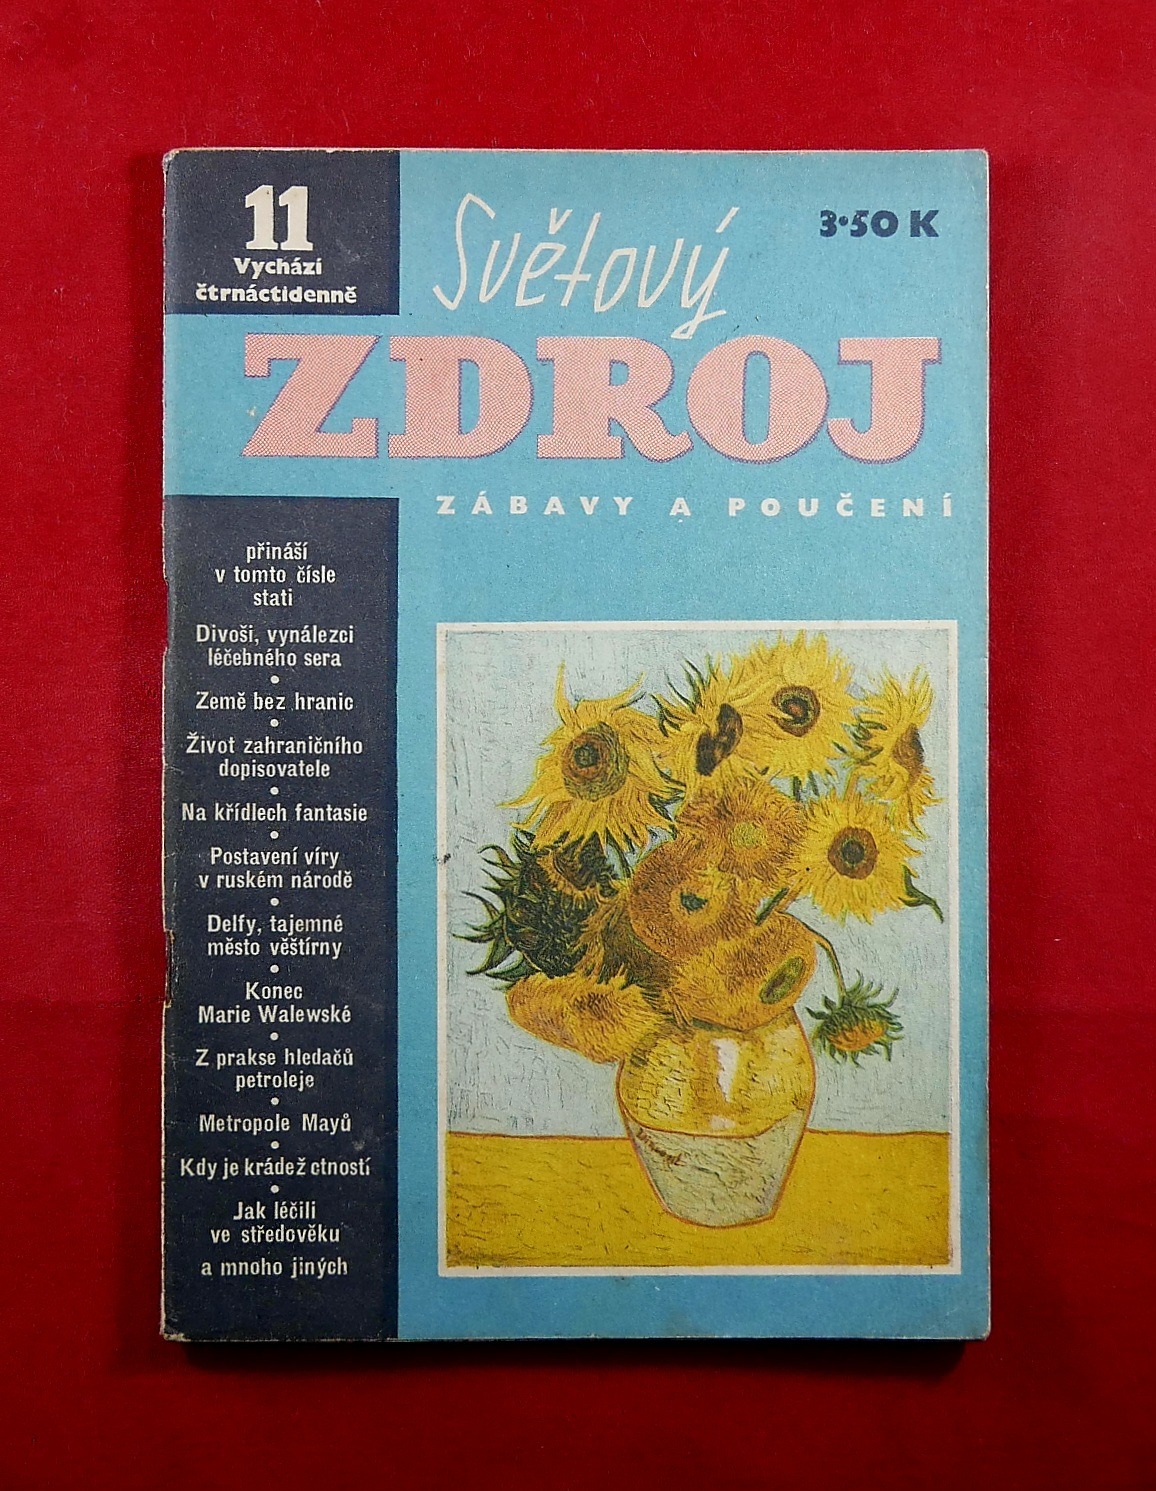 11
Vychází
čtrnáctidenně
3·50 K
Světový
ZDROJ
ZÁBAVY A POUČENÍ
přináší
v tomto čísle
stati
Divoši, vynálezci
léčebného sera
Země bez hranic
Život zahraničního
dopisovatele
Na křídlech fantasie
Postavení víry
v ruském národě
Delfy, tajemné
město věštírny
Konec
Marie Walewské
Z prakse hledačů
petroleje
Metropole Mayů
Kdy je krádež ctností
Jak léčili
ve středověku
a mnoho jiných
Vincent